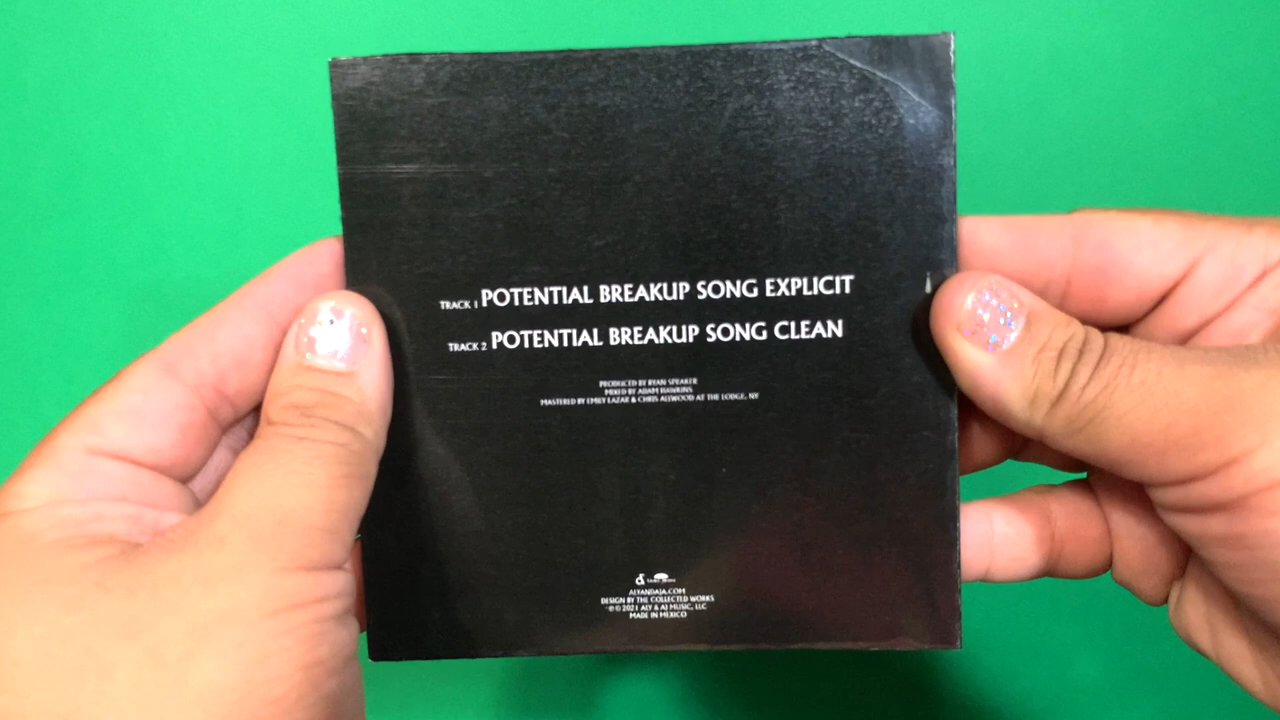 TRACK 1 POTENTIAL BREAKUP SONG EXPLICIT
TRACK 2 POTENTIAL BREAKUP SONG CLEAN
PRODUCED BY RYAN SPRAKER
MIXED BY ADAM HAWKINS
MASTERED BY EMILY LAZAR & CHRIS ALLGOOD AT THE LODGE, NY
ALYANDAJ.COM
DESIGN BY THE COLLECTED WORKS
℗ © 2021 ALY & AJ MUSIC, LLC
MADE IN MEXICO